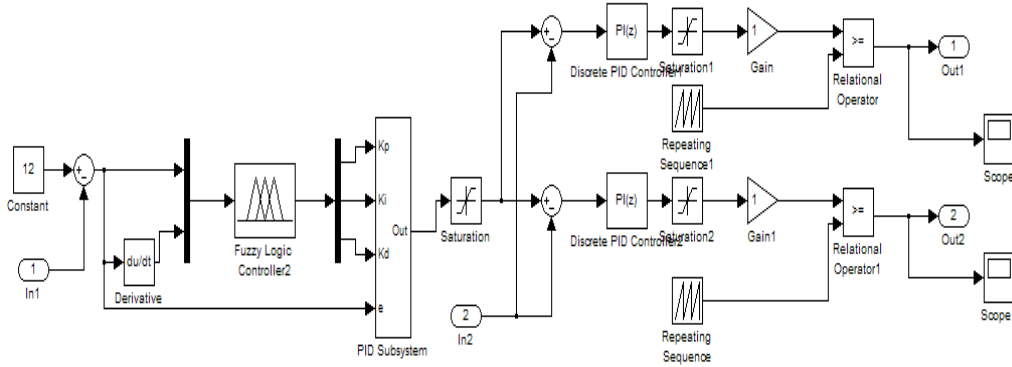 PI(z)
Discrete PID Controller1
Saturation1
1
Gain
>=
Relational
Operator
1
Out1
Scope
Repeating
Sequence1
12
Constant
+
-
1
In1
du/dt
Derivative
Fuzzy Logic
Controller2
Kp
Ki
Kd
e
Out
PID Subsystem
Saturation
2
In2
+
-
+
-
PI(z)
Discrete PID Controller2
Saturation2
1
Gain1
>=
Relational
Operator1
2
Out2
Scope
Repeating
Sequence